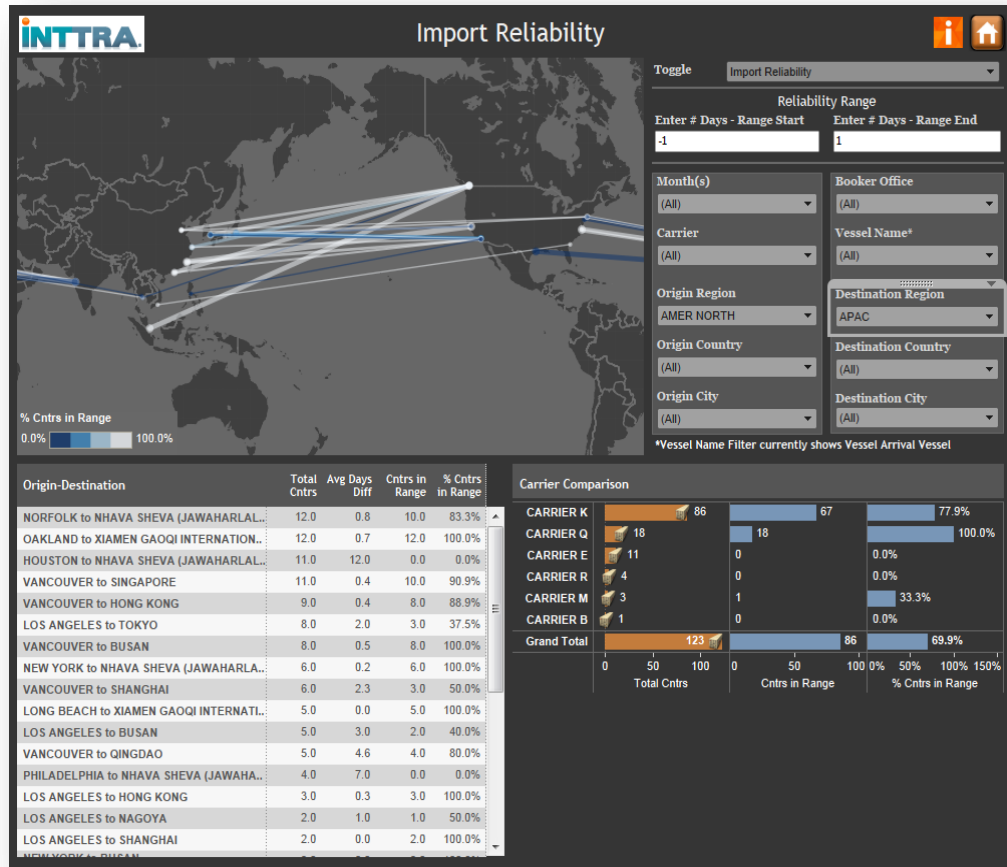 INTTRA.
Import Reliability
i
Toggle
Import Reliability
Reliability Range
Enter # Days - Range Start
Enter # Days - Range End
-1
1
Month(s)
Booker Office
(All)
(All)
Carrier
Vessel Name*
(All)
(All)
Origin Region
Destination Region
AMER NORTH
APAC
Origin Country
Destination Country
(All)
(All)
Origin City
Destination City
(All)
(All)
*Vessel Name Filter currently shows Vessel Arrival Vessel
% Cntrs in Range
0.0% 100.0%
Origin-Destination Total Cntrs Avg Days Diff Cntrs in Range % Cntrs in Range
NORFOLK to NHAVA SHEVA (JAWAHARLAL.. 12.0 0.8 10.0 83.3%
OAKLAND to XIAMEN GAOQI INTERNATION.. 12.0 0.7 12.0 100.0%
HOUSTON to NHAVA SHEVA (JAWAHARLAL.. 11.0 12.0 0.0 0.0%
VANCOUVER to SINGAPORE 11.0 0.4 10.0 90.9%
VANCOUVER to HONG KONG 9.0 0.4 8.0 88.9%
LOS ANGELES to TOKYO 8.0 2.0 3.0 37.5%
VANCOUVER to BUSAN 8.0 0.5 8.0 100.0%
NEW YORK to NHAVA SHEVA (JAWAHARLA.. 6.0 0.2 6.0 100.0%
VANCOUVER to SHANGHAI 6.0 2.3 3.0 50.0%
LONG BEACH to XIAMEN GAOQI INTERNATI.. 5.0 0.0 5.0 100.0%
LOS ANGELES to BUSAN 5.0 3.0 2.0 40.0%
VANCOUVER to QINGDAO 5.0 4.6 4.0 80.0%
PHILADELPHIA to NHAVA SHEVA (JAWAHA.. 4.0 7.0 0.0 0.0%
LOS ANGELES to HONG KONG 3.0 0.3 3.0 100.0%
LOS ANGELES to NAGOYA 2.0 1.0 1.0 50.0%
LOS ANGELES to SHANGHAI 2.0 0.0 2.0 100.0%
NEW YORK to BUSAN
Carrier Comparison
CARRIER K 86 67 77.9%
CARRIER Q 18 18 100.0%
CARRIER E 11 0 0.0%
CARRIER R 4 0 0.0%
CARRIER M 3 1 33.3%
CARRIER B 1 0 0.0%
Grand Total 123 86 69.9%
0 50 100 0 50 100 0% 50% 100% 150%
Total Cntrs Cntrs in Range % Cntrs in Range